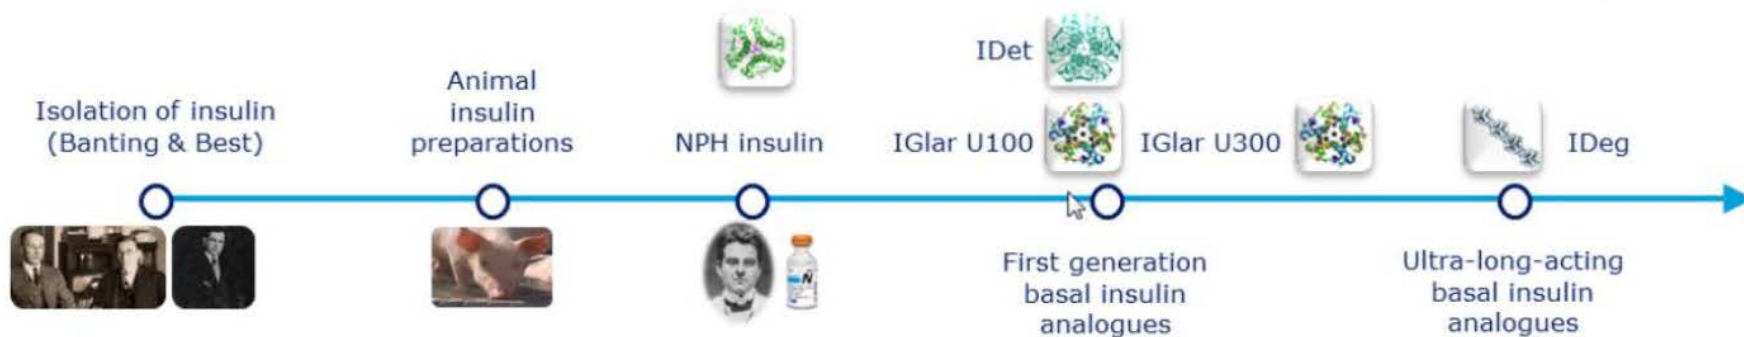 Isolation of insulin
(Banting & Best)
Animal
insulin
preparations
NPH insulin
IDet
IGlar U100
IGlar U300
IDeg
N
First generation
basal insulin
analogues
Ultra-long-acting
basal insulin
analogues